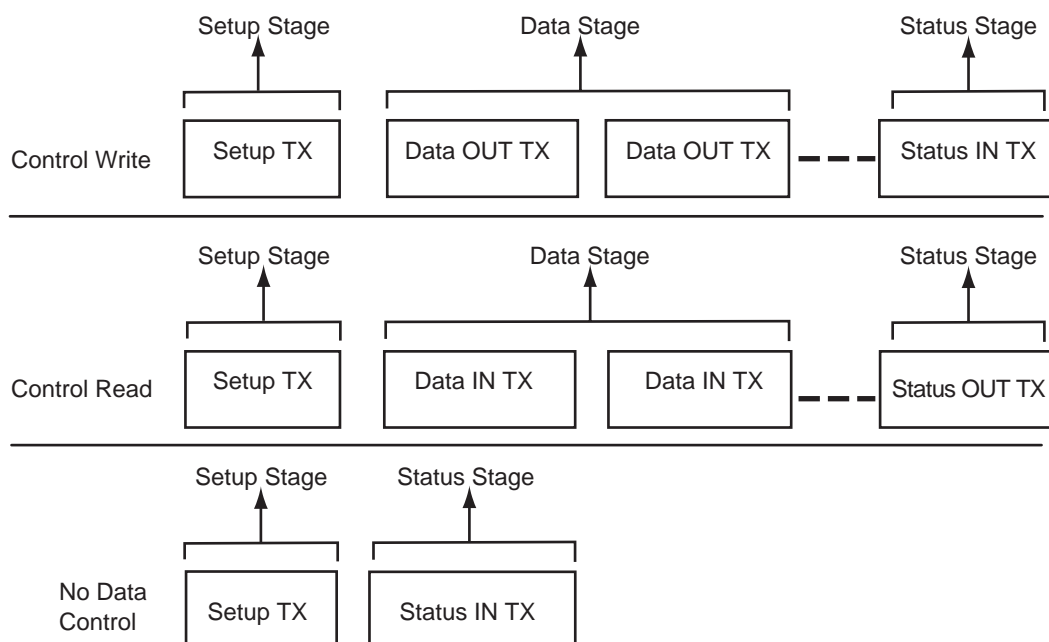 Setup Stage Data Stage Status Stage
Control Write Setup TX Data OUT TX Data OUT TX Status IN TX
Setup Stage Data Stage Status Stage
Control Read Setup TX Data IN TX Data IN TX Status OUT TX
Setup Stage Status Stage
No Data
Control
Setup TX Status IN TX